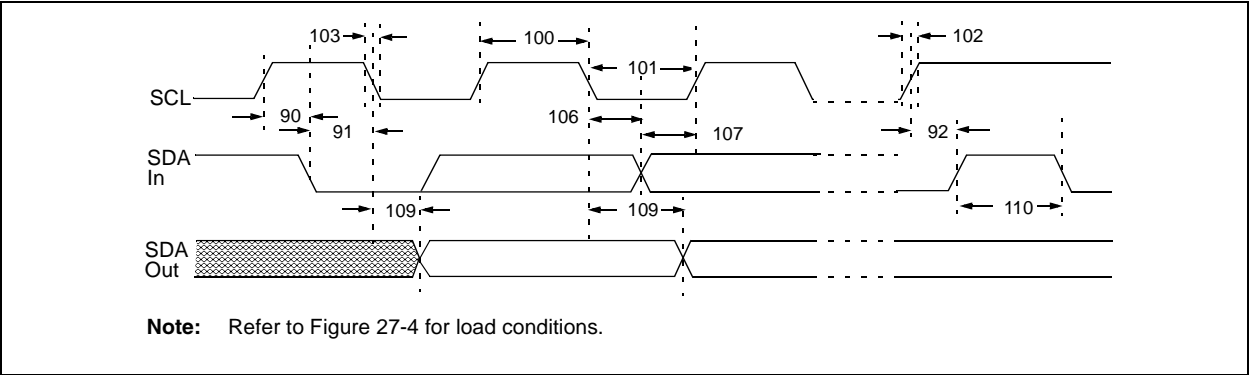 103
100
102
101
SCL
90
91
106
107
92
SDA
In
109
109
110
SDA
Out
Note: Refer to Figure 27-4 for load conditions.